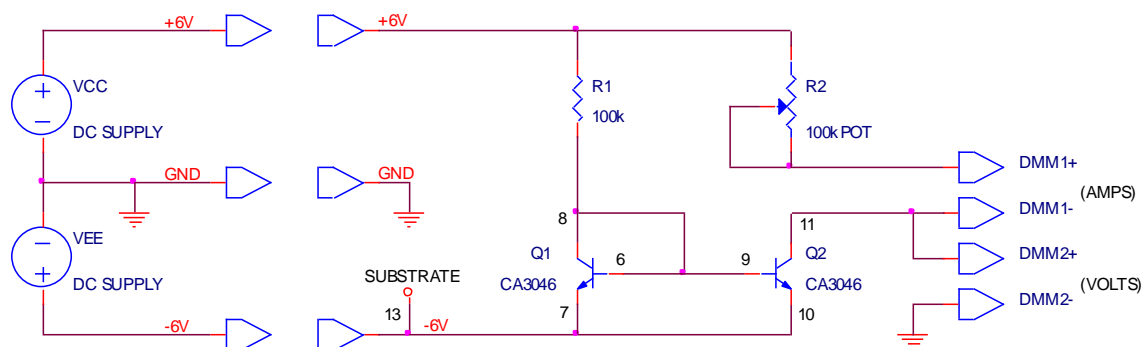 +6V
+6V
VCC
DC SUPPLY
R1
100k
R2
100k POT
GND
GND
DMM1+
(AMPS)
DMM1-
DMM2+
(VOLTS)
DMM2-
VEE
DC SUPPLY
8
11
Q1
6
9
Q2
CA3046
CA3046
SUBSTRATE
13
7
10
-6V
-6V